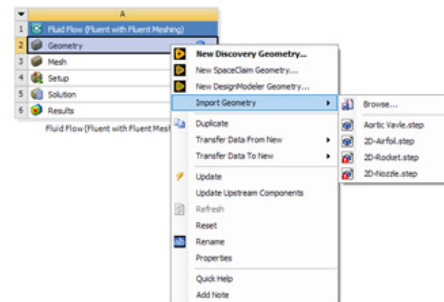 A
1 Fluid Flow (Fluent with Fluent Meshing)
2 Geometry
3 Mesh
4 Setup
5 Solution
6 Results
Fluid Flow (Fluent with Fluent Mesh
New Discovery Geometry...
New SpaceClaim Geometry...
New DesignModeler Geometry...
Import Geometry
Duplicate
Transfer Data From New
Transfer Data To New
Update
Update Upstream Components
Refresh
Reset
Rename
Properties
Quick Help
Add Note
Browse...
Aortic Vavle.step
2D-Airfoil.step
2D-Rocket.step
2D-Nozzle.step